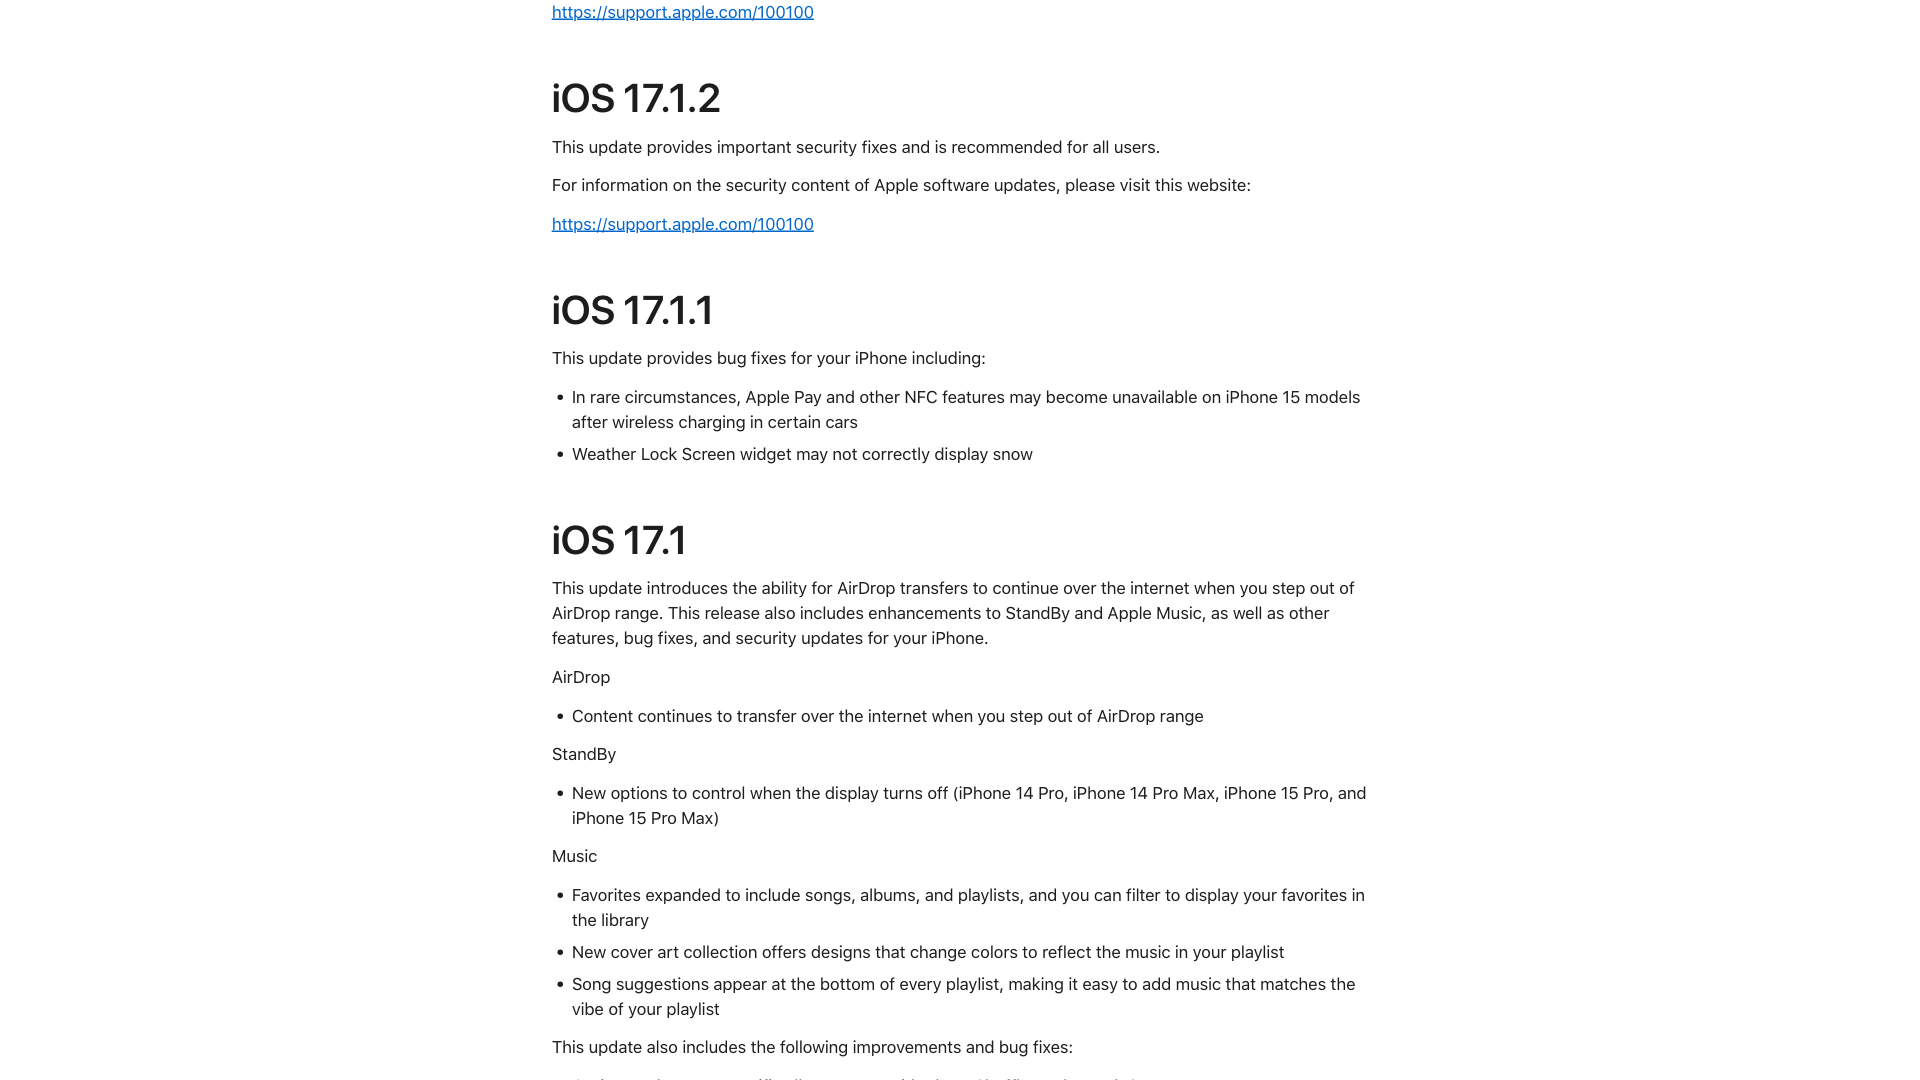 https://support.apple.com/100100
iOS 17.1.2
This update provides important security fixes and is recommended for all users.
For information on the security content of Apple software updates, please visit this website:
https://support.apple.com/100100
iOS 17.1.1
This update provides bug fixes for your iPhone including:
• In rare circumstances, Apple Pay and other NFC features may become unavailable on iPhone 15 models
after wireless charging in certain cars
• Weather Lock Screen widget may not correctly display snow
iOS 17.1
This update introduces the ability for AirDrop transfers to continue over the internet when you step out of
AirDrop range. This release also includes enhancements to StandBy and Apple Music, as well as other
features, bug fixes, and security updates for your iPhone.
AirDrop
• Content continues to transfer over the internet when you step out of AirDrop range
StandBy
• New options to control when the display turns off (iPhone 14 Pro, iPhone 14 Pro Max, iPhone 15 Pro, and
iPhone 15 Pro Max)
Music
• Favorites expanded to include songs, albums, and playlists, and you can filter to display your favorites in
the library
• New cover art collection offers designs that change colors to reflect the music in your playlist
• Song suggestions appear at the bottom of every playlist, making it easy to add music that matches the
vibe of your playlist
This update also includes the following improvements and bug fixes: